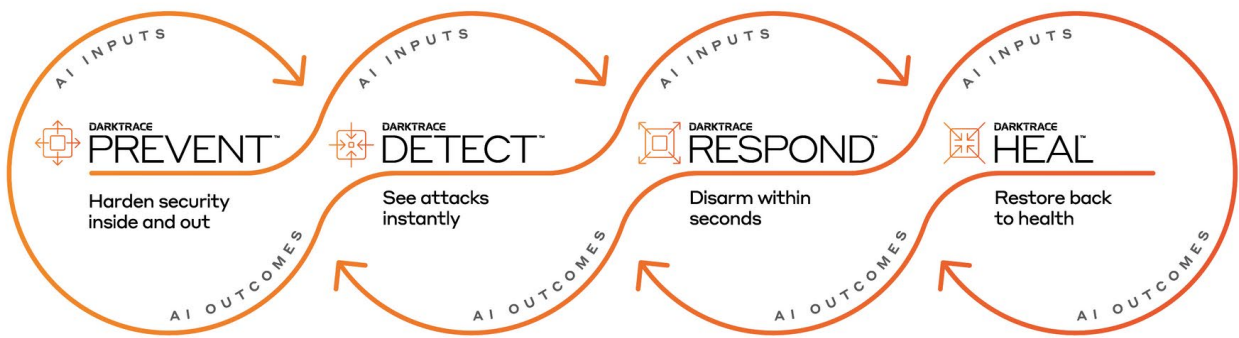 AI INPUTS
DARKTRACE
PREVENT™
Harden security
inside and out
AI OUTCOMES
AI INPUTS
DARKTRACE
DETECT™
See attacks
instantly
AI OUTCOMES
AI INPUTS
DARKTRACE
RESPOND™
Disarm within
seconds
AI OUTCOMES
AI INPUTS
DARKTRACE
HEAL™
Restore back
to health
AI OUTCOMES